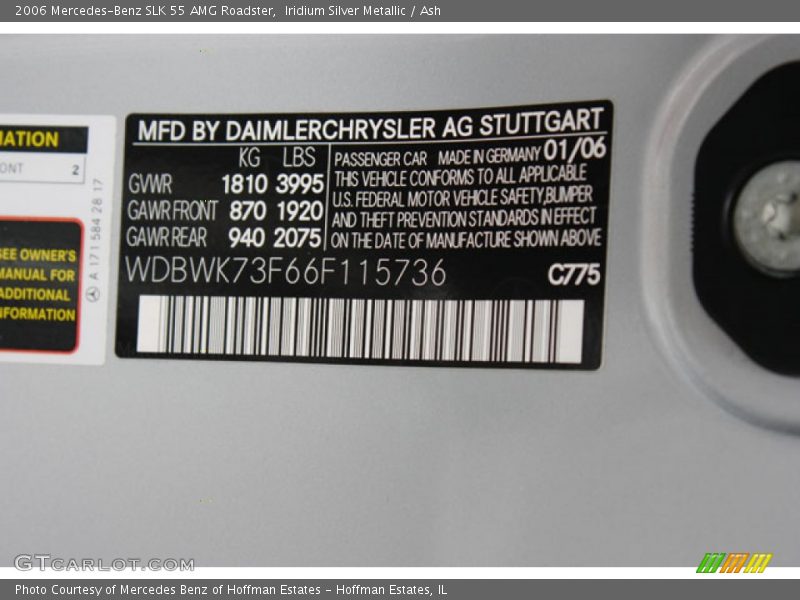 2006 Mercedes-Benz SLK 55 AMG Roadster, Iridium Silver Metallic / Ash
MATION
ONT 2
SEE OWNER'S
MANUAL FOR
ADDITIONAL
INFORMATION
A 171 584 28 17
MFD BY DAIMLERCHRYSLER AG STUTTGART
KG LBS
GVWR 1810 3995
GAWR FRONT 870 1920
GAWR REAR 940 2075
PASSENGER CAR MADE IN GERMANY 01/06
THIS VEHICLE CONFORMS TO ALL APPLICABLE
U.S. FEDERAL MOTOR VEHICLE SAFETY,BUMPER
AND THEFT PREVENTION STANDARDS IN EFFECT
ON THE DATE OF MANUFACTURE SHOWN ABOVE
WDBWK73F66F115736 C775
GTCARLOT.COM
Photo Courtesy of Mercedes Benz of Hoffman Estates - Hoffman Estates, IL